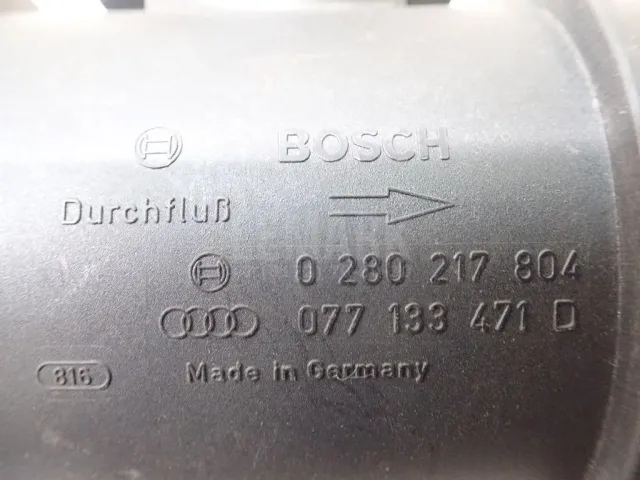 BOSCH
Durchfluß
0 280 217 804
077 133 471 D
816
Made in Germany